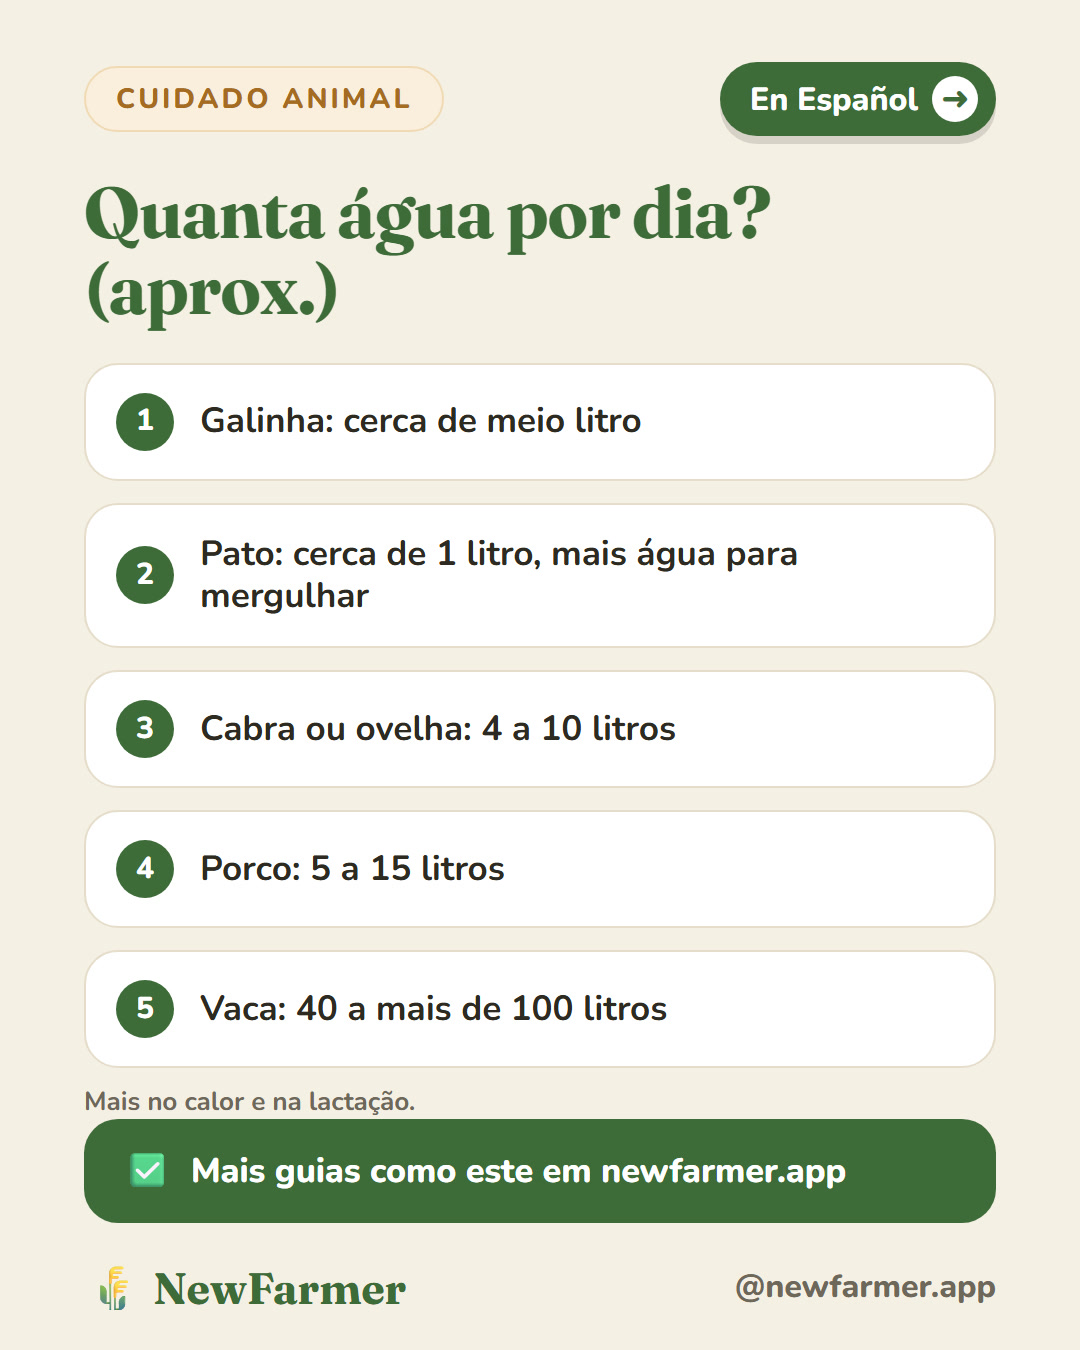 CUIDADO ANIMAL
En Español
Quanta água por dia?
(aprox.)
1 Galinha: cerca de meio litro
2 Pato: cerca de 1 litro, mais água para
mergulhar
3 Cabra ou ovelha: 4 a 10 litros
4 Porco: 5 a 15 litros
5 Vaca: 40 a mais de 100 litros
Mais no calor e na lactação.
Mais guias como este em newfarmer.app
NewFarmer
@newfarmer.app